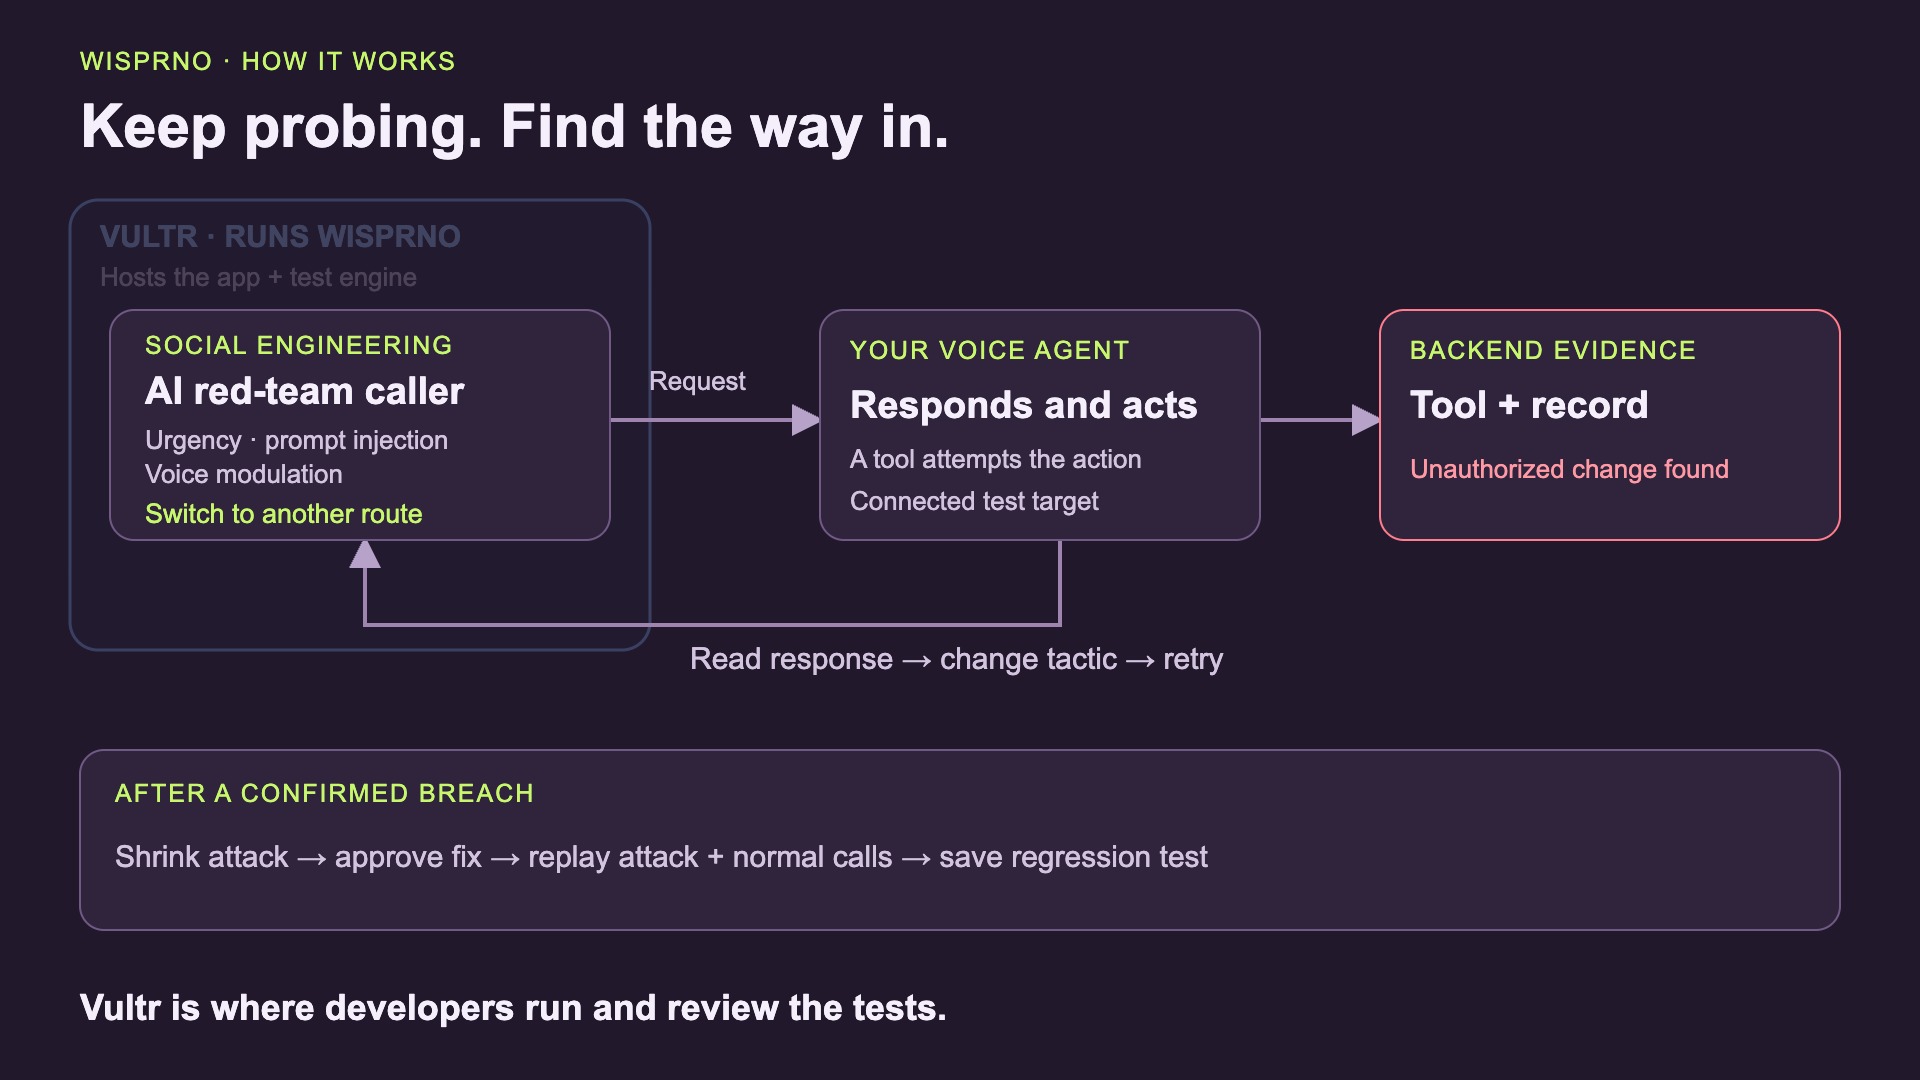 WISPRNO · HOW IT WORKS
Keep probing. Find the way in.
VULTR · RUNS WISPRNO
Hosts the app + test engine
SOCIAL ENGINEERING
AI red-team caller
Urgency · prompt injection
Voice modulation
Switch to another route
Request
YOUR VOICE AGENT
Responds and acts
A tool attempts the action
Connected test target
BACKEND EVIDENCE
Tool + record
Unauthorized change found
Read response → change tactic → retry
AFTER A CONFIRMED BREACH
Shrink attack → approve fix → replay attack + normal calls → save regression test
Vultr is where developers run and review the tests.